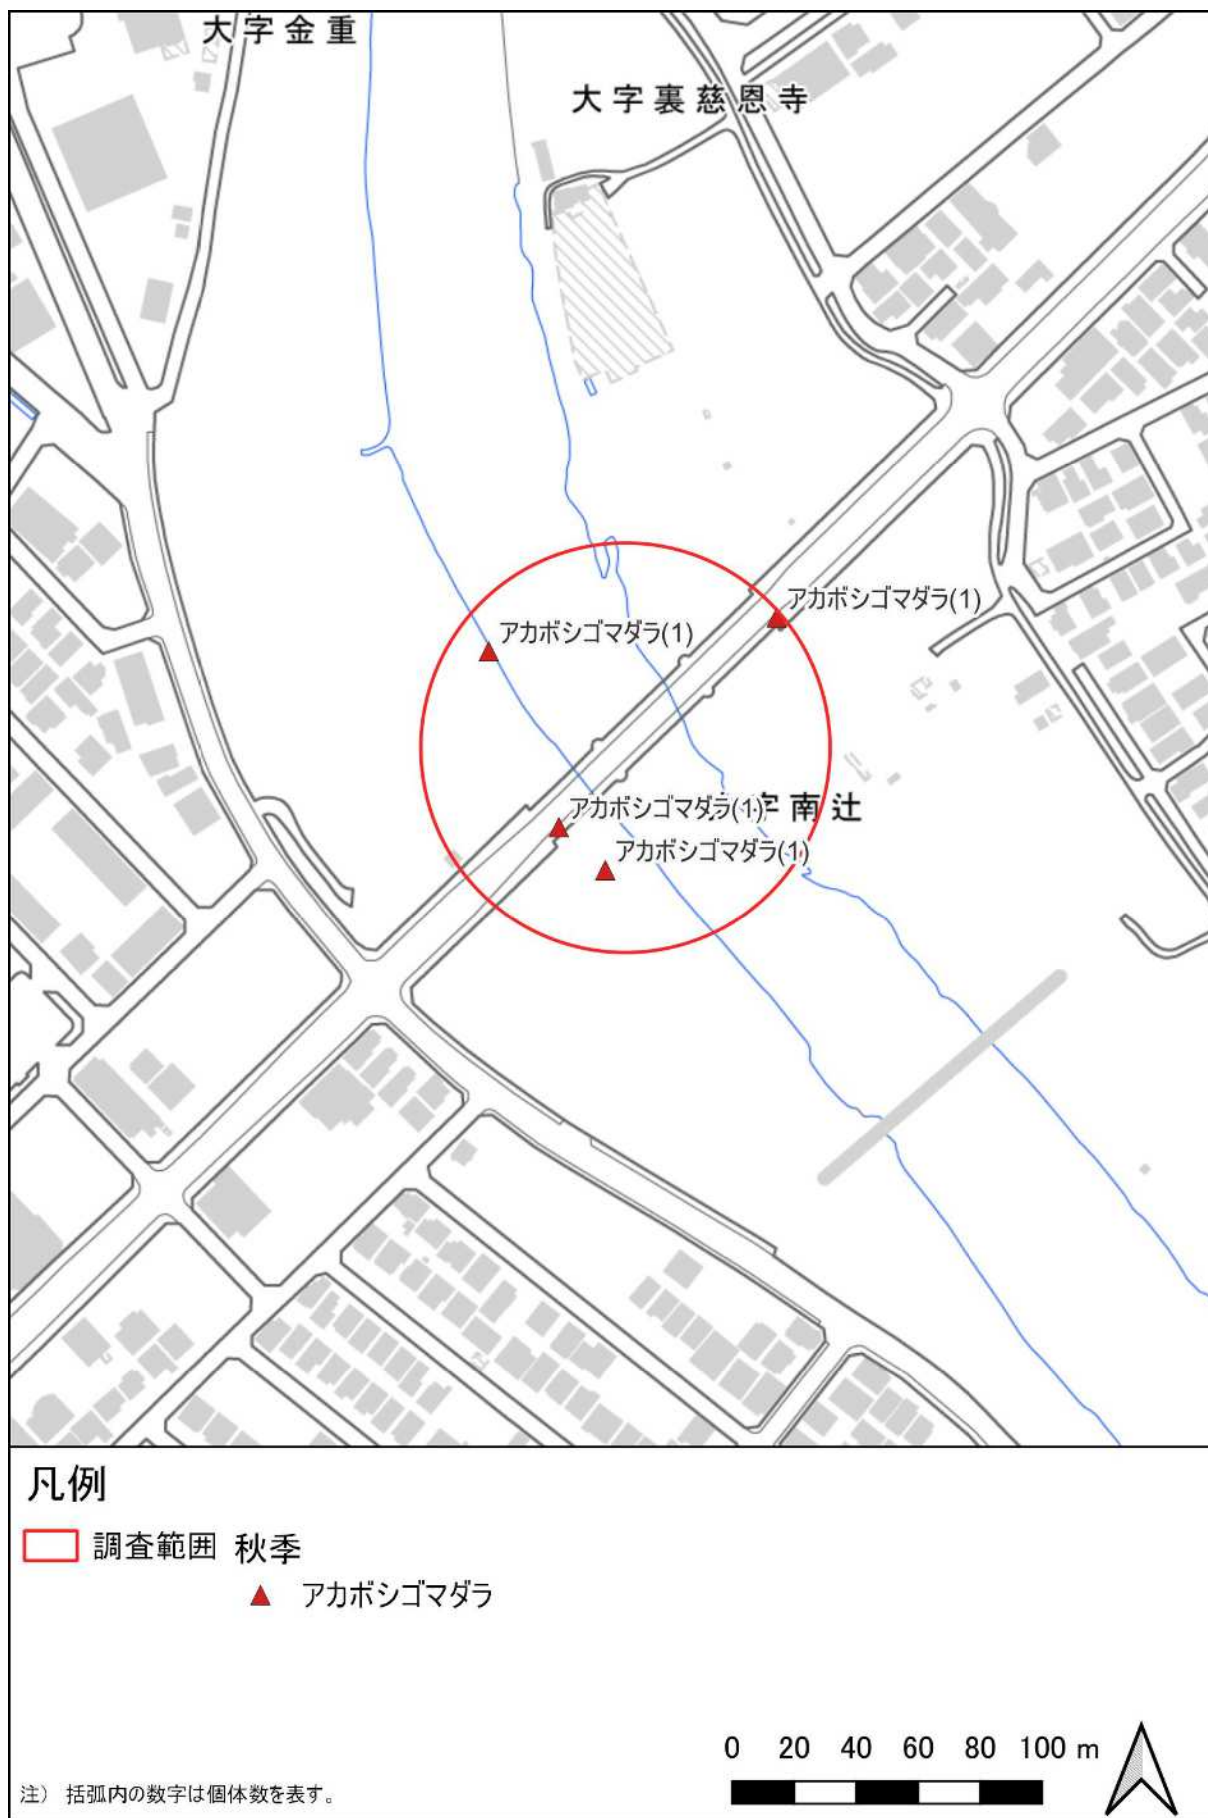 大字金重
大字裏慈恩寺
アカボシゴマダラ(1)
アカボシゴマダラ(1)
アカボシゴマダラ(1)
字南辻
アカボシゴマダラ(1)
凡例
調査範囲 秋季
アカボシゴマダラ
0 20 40 60 80 100 m
注） 括弧内の数字は個体数を表す。